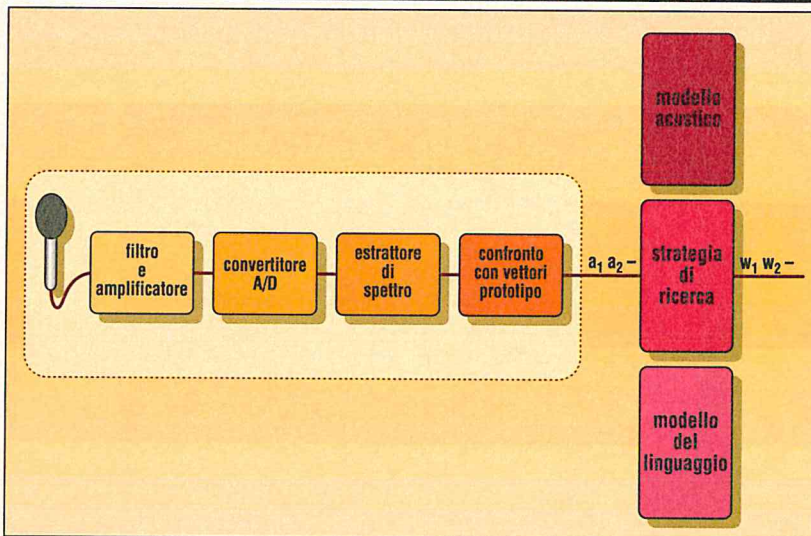 modello
acustico
filtro
e
amplificatore
convertitore
A/D
estrattore
di
spettro
confronto
con vettori
prototipo
a₁ a₂ –
strategia
di
ricerca
w₁ w₂ –
modello
del
linguaggio